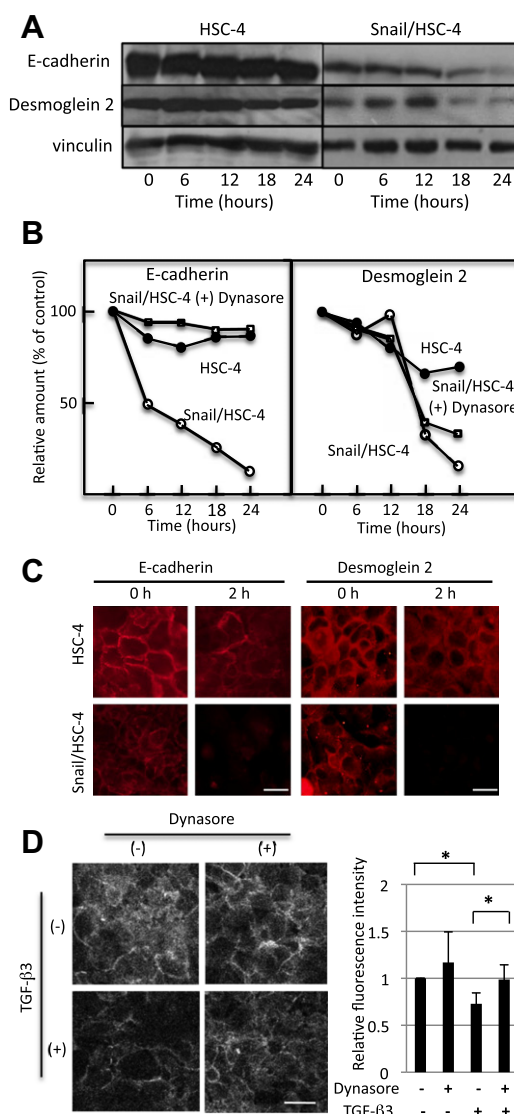 A
HSC-4 Snail/HSC-4
E-cadherin
Desmoglein 2
vinculin
0 6 12 18 24 0 6 12 18 24
Time (hours) Time (hours)
B
E-cadherin Desmoglein 2
Snail/HSC-4 (+) Dynasore
100
HSC-4 HSC-4
Snail/HSC-4
(+) Dynasore
50
Snail/HSC-4
Snail/HSC-4
Relative amount (% of control)
0 6 12 18 24 0 6 12 18 24
Time (hours) Time (hours)
C
E-cadherin Desmoglein 2
0 h 2 h 0 h 2 h
HSC-4
Snail/HSC-4
D
Dynasore
(-) (+)
TGF-β3
(-)
(+)
* *
Relative fluorescence intensity
2
1.5
1
0.5
0
Dynasore - + - +
TGF-β3 - - + +